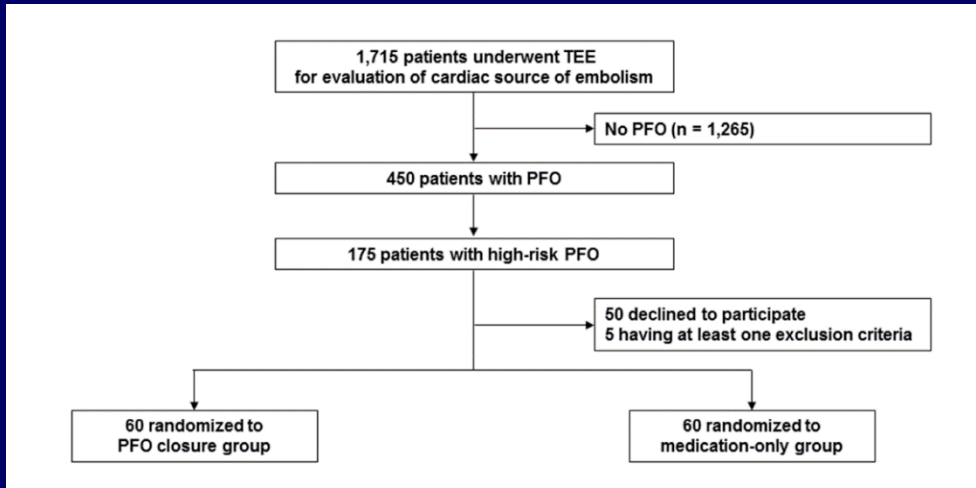 1,715 patients underwent TEE
for evaluation of cardiac source of embolism
No PFO (n = 1,265)
450 patients with PFO
175 patients with high-risk PFO
50 declined to participate
5 having at least one exclusion criteria
60 randomized to
PFO closure group
60 randomized to
medication-only group